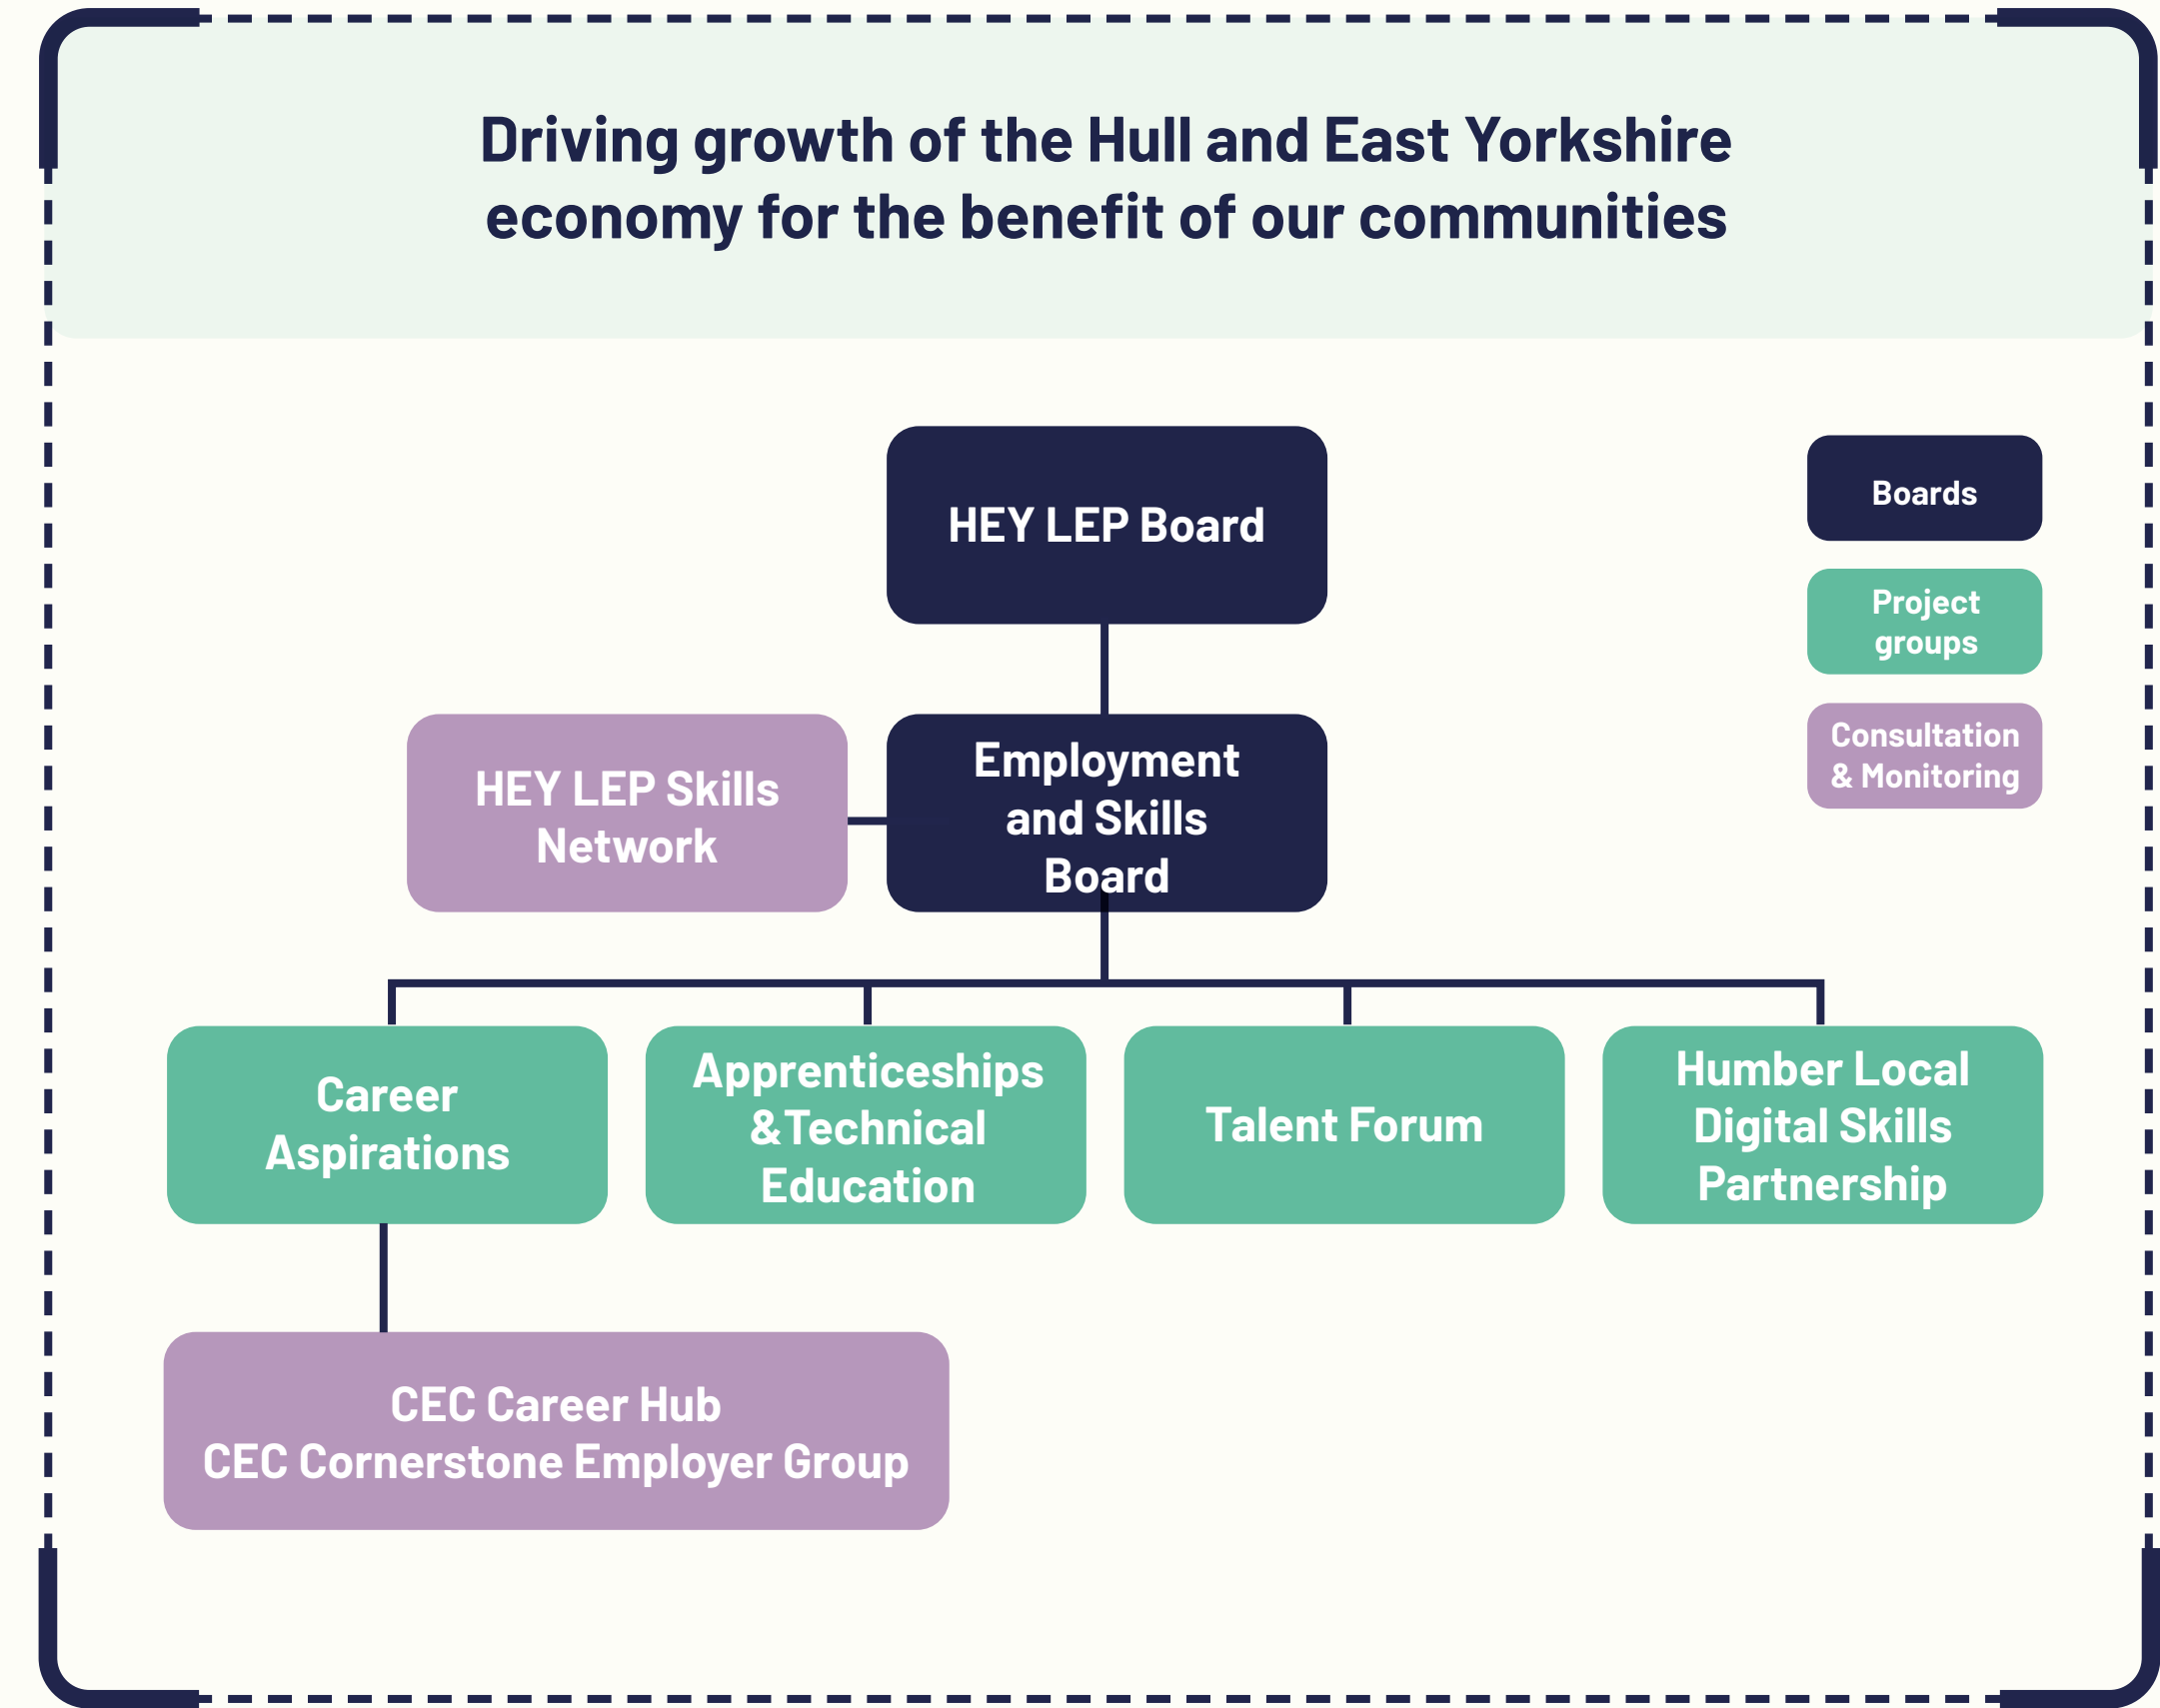 Driving growth of the Hull and East Yorkshire
economy for the benefit of our communities
HEY LEP Board
Boards
Project
groups
Consultation
& Monitoring
HEY LEP Skills
Network
Employment
and Skills
Board
Career
Aspirations
Apprenticeships
&Technical
Education
Talent Forum
Humber Local
Digital Skills
Partnership
CEC Career Hub
CEC Cornerstone Employer Group